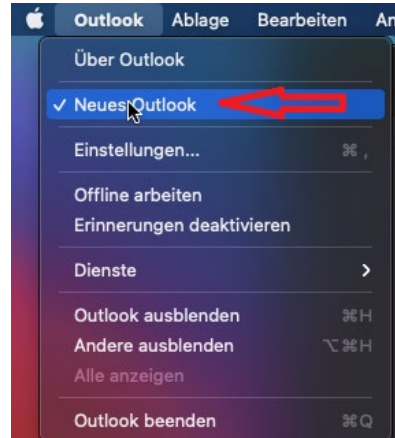 Outlook Ablage Bearbeiten An
Über Outlook
✓ Neues Outlook
Einstellungen... ⌘ ,
Offline arbeiten
Erinnerungen deaktivieren
Dienste >
Outlook ausblenden ⌘H
Andere ausblenden ⌥⌘H
Alle anzeigen
Outlook beenden ⌘Q